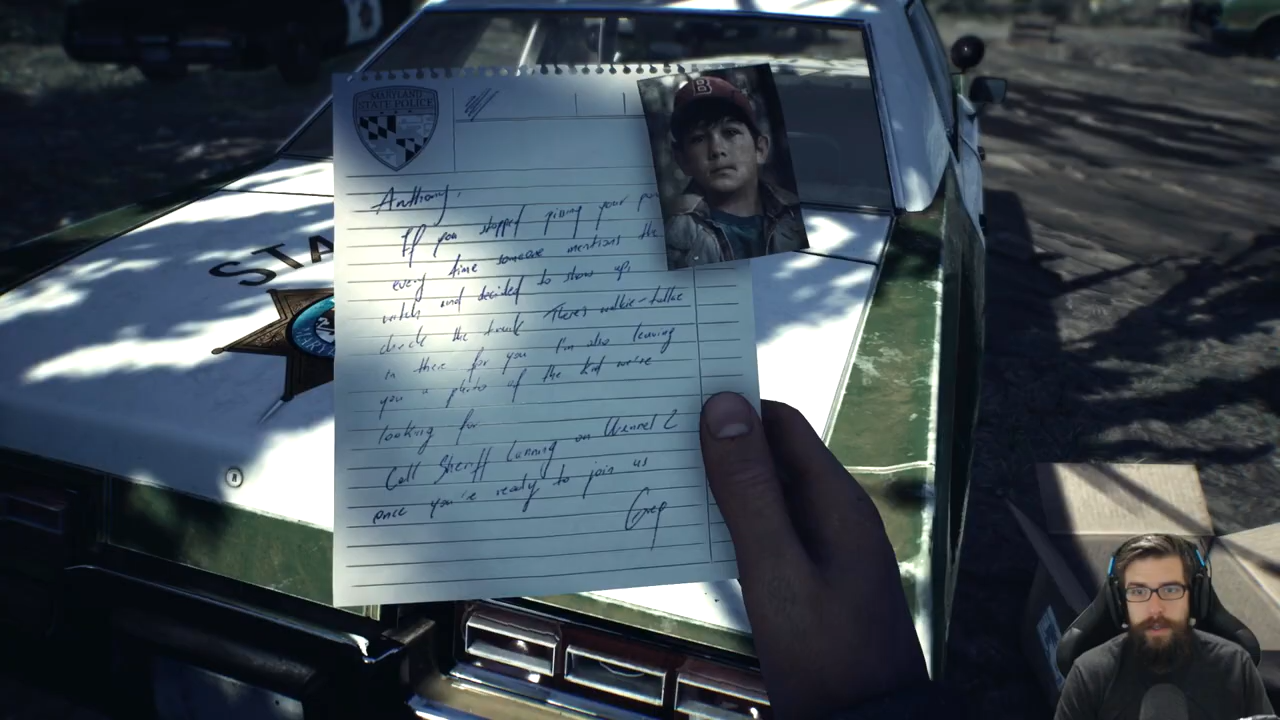 MARYLAND
STATE POLICE
B
Anthony,
If you stopped pissing your
every time someone mentions the
witch and decided to show up,
check the trunk. There's walkie-talkie
in there for you. I'm also leaving
you a photo of the kid we're
looking for
Call Sheriff Lanning on Channel 2
once you're ready to join us
Greg
STA